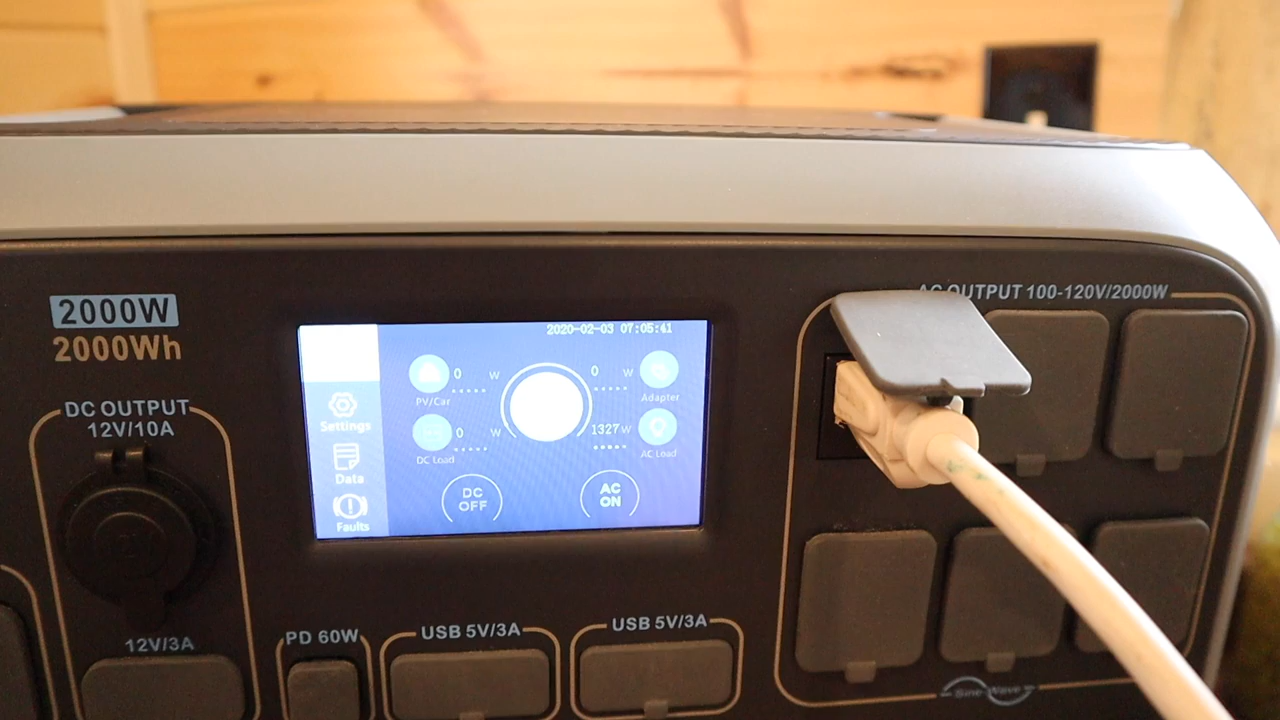 2000W
2000Wh
DC OUTPUT
12V/10A
12V/3A
PD 60W
USB 5V/3A
USB 5V/3A
2020-02-03 07:05:41
Settings
Data
Faults
0 W
PV/Car
0 W
DC Load
0 W
Adapter
1327W
AC Load
DC
OFF
AC
ON
AC OUTPUT 100-120V/2000W
Sine-Wave